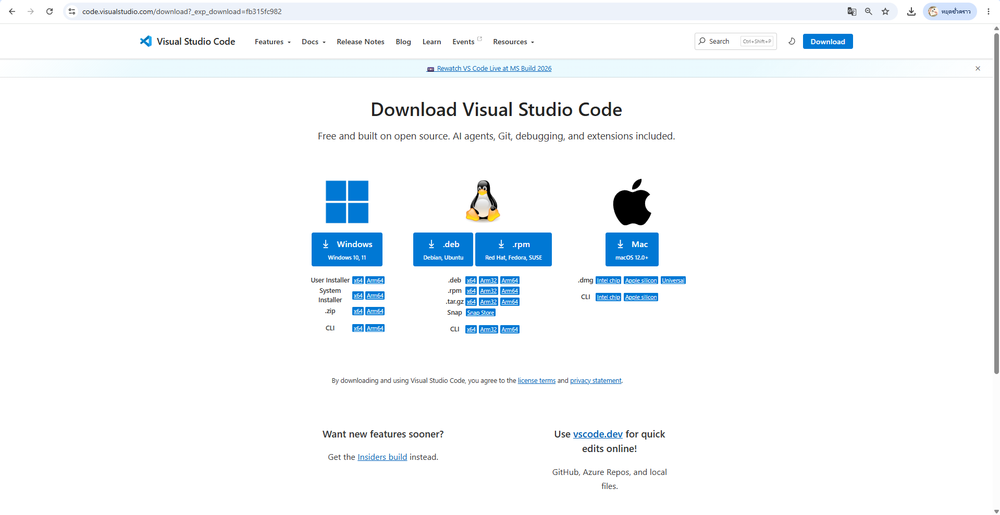 code.visualstudio.com/download?_exp_download=fb315fc982
หยุดชั่วคราว
Visual Studio Code
Features
Docs
Release Notes
Blog
Learn
Events
Resources
Search
Ctrl+Shift+P
Download
Rewatch VS Code Live at MS Build 2026
Download Visual Studio Code
Free and built on open source. AI agents, Git, debugging, and extensions included.
Windows
Windows 10, 11
.deb
Debian, Ubuntu
.rpm
Red Hat, Fedora, SUSE
Mac
macOS 12.0+
User Installer x64 Arm64
System
Installer x64 Arm64
.zip x64 Arm64
CLI x64 Arm64
.deb x64 Arm32 Arm64
.rpm x64 Arm32 Arm64
.tar.gz x64 Arm32 Arm64
Snap Snap Store
CLI x64 Arm32 Arm64
.dmg Intel chip Apple silicon Universal
CLI Intel chip Apple silicon
By downloading and using Visual Studio Code, you agree to the license terms and privacy statement.
Want new features sooner?
Get the Insiders build instead.
Use vscode.dev for quick
edits online!
GitHub, Azure Repos, and local
files.